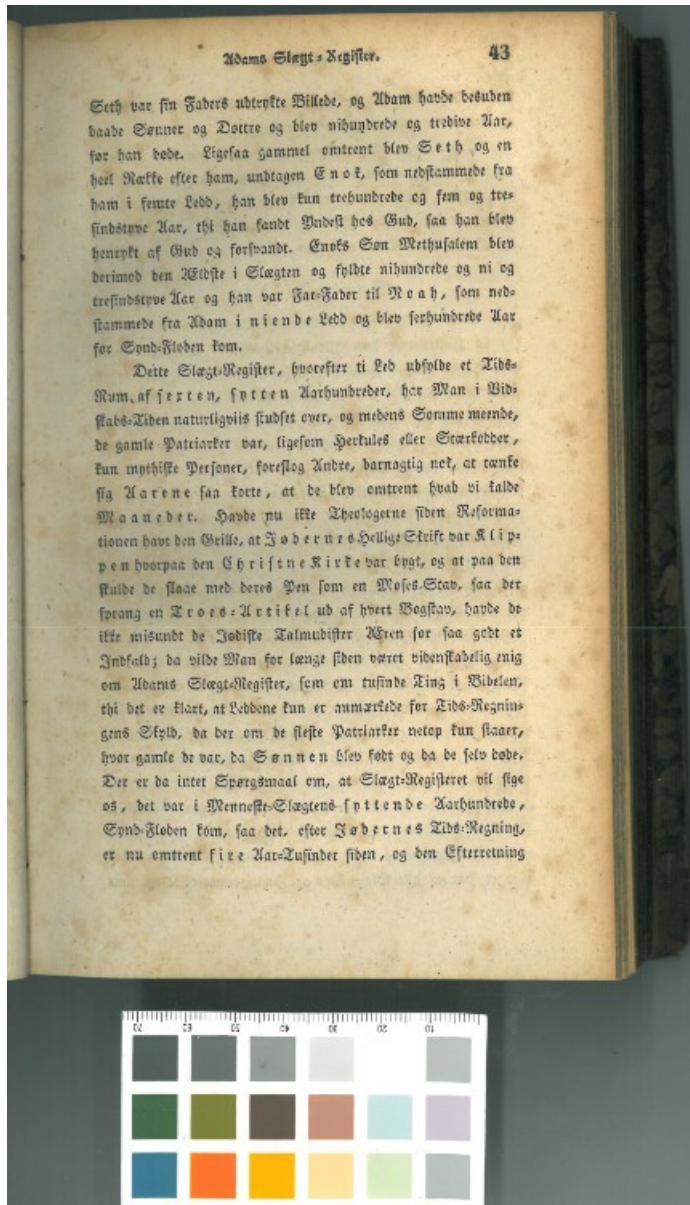 Adams Slægt-Register. 43
Seth var sin Faders udtrykte Billede, og Adam havde desuden
baade Sønner og Døttre og blev nihundrede og tredive Aar,
før han døde. Ligesaa gammel omtrent blev Seth og en
heel Række efter ham, undtagen Enok, som nedstammede fra
ham i femte Ledd, han blev kun trehundrede og fem og tre-
sindstyve Aar, thi han fandt Yndest hos Gud, saa han blev
henrykt af Gud og forsvandt. Enoks Søn Methusalem blev
derimod den Ældste i Slægten og fyldte nihundrede og ni og
tresindstyve Aar og han var Far-Fader til Noah, som ned-
stammede fra Adam i niende Ledd og blev sexhundrede Aar
før Synd-Floden kom.
Dette Slægt-Register, hvorefter ti Led udfylde et Tids-
Rum af sexten, sytten Aarhundreder, har Man i Vid-
skabs-Tiden naturligviis studset over, og medens Somme meende,
de gamle Patriarker var, ligesom Herkules eller Stærkodder,
kun mythiske Personer, foreslog Andre, barnagtig nok, at tænke
sig Aarene saa korte, at de blev omtrent hvad vi kalde
Maaneder. Havde nu ikke Theologerne siden Reforma-
tionen havt den Grille, at Jødernes Hellige Skrift var Klip-
pen hvorpaa den Christne Kirke var bygt, og at paa den
skulde de slaae med deres Pen som en Moses-Stav, saa der
sprang en Troes-Artikel ud af hvert Bogstav, havde de
ikke misundt de Jødiske Talmudister Æren for saa godt et
Indfald; da vilde Man for længe siden været videnskabelig enig
om Adams Slægt-Register, som om tusinde Ting i Bibelen,
thi det er klart, at Leddene kun er anmærkede for Tids-Regnin-
gens Skyld, da der om de fleste Patriarker netop kun staaer,
hvor gamle de var, da Sønnen blev født og da de selv døde.
Der er da intet Spørgsmaal om, at Slægt-Registeret vil sige
os, det var i Menneske-Slægtens syttende Aarhundrede,
Synd-Floden kom, saa det, efter Jødernes Tids-Regning,
er nu omtrent fire Aar-Tusinder siden, og den Efterretning
70 60 50 40 30 20 10